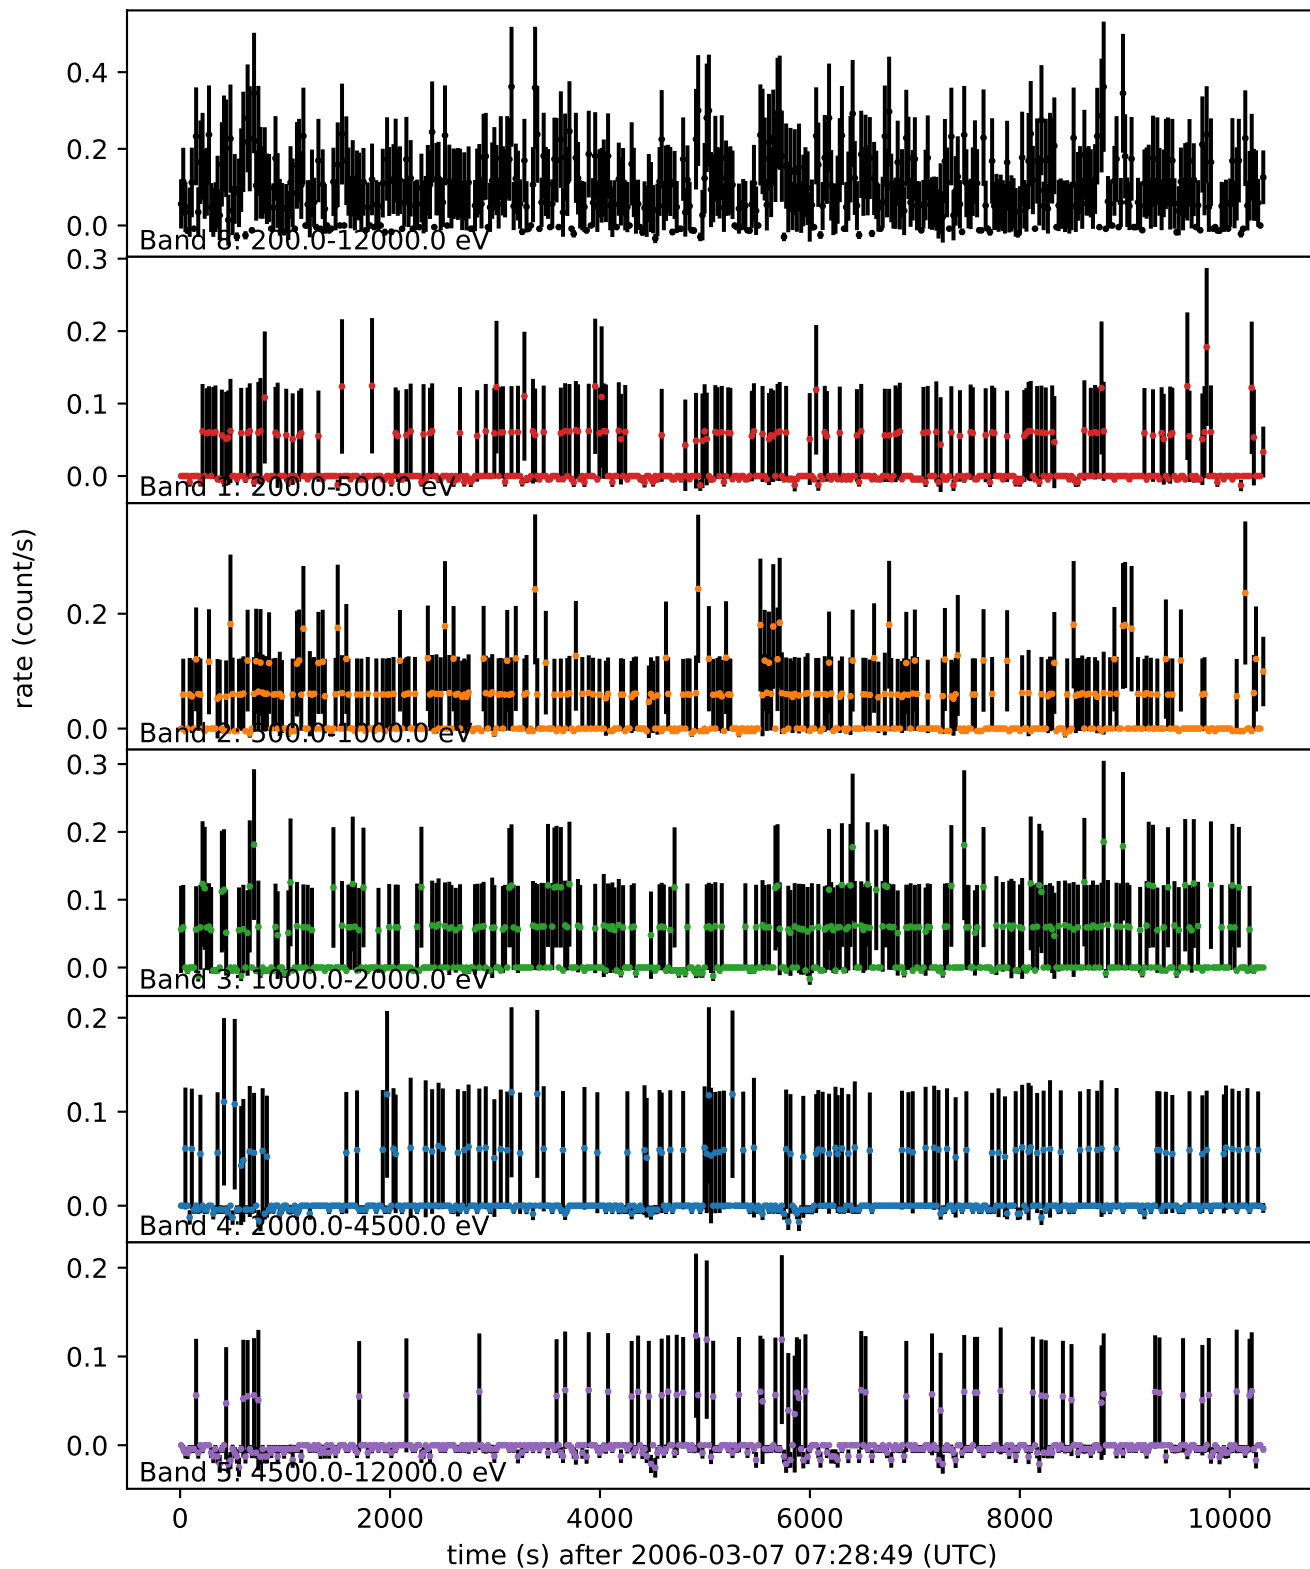 0.4
0.2
0.0
Band 8: 200.0-12000.0 eV
0.3
0.2
0.1
0.0
Band 1: 200.0-500.0 eV
0.2
0.0
Band 2: 500.0-1000.0 eV
0.3
0.2
0.1
0.0
Band 3: 1000.0-2000.0 eV
0.2
0.1
0.0
Band 4: 2000.0-4500.0 eV
0.2
0.1
0.0
Band 5: 4500.0-12000.0 eV
rate (count/s)
0 2000 4000 6000 8000 10000
time (s) after 2006-03-07 07:28:49 (UTC)